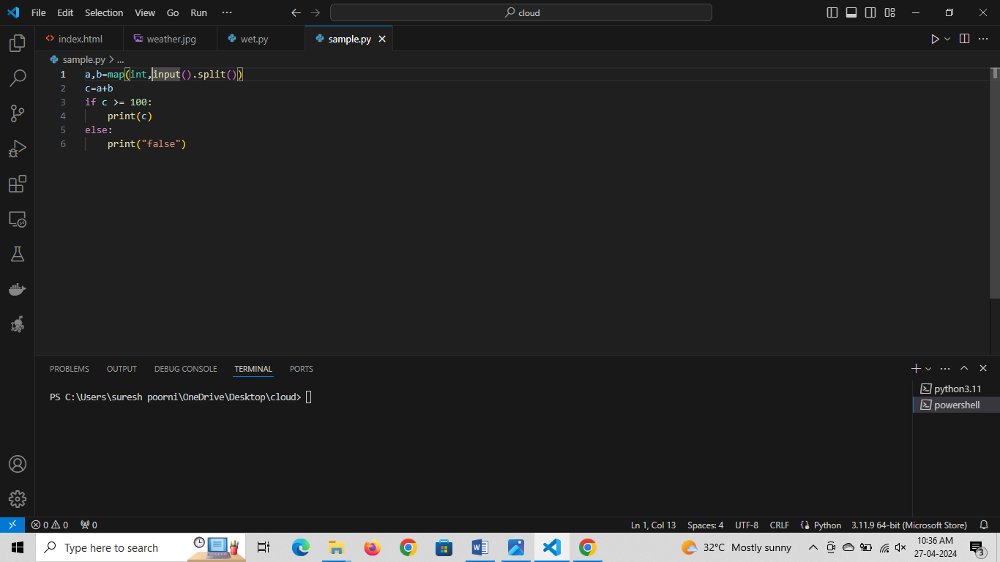 File Edit Selection View Go Run ···
cloud
index.html weather.jpg wet.py sample.py
sample.py > ...
1 a,b=map(int,input().split())
2 c=a+b
3 if c >= 100:
4     print(c)
5 else:
6     print("false")
PROBLEMS OUTPUT DEBUG CONSOLE TERMINAL PORTS
PS C:\Users\suresh poorni\OneDrive\Desktop\cloud>
python3.11
powershell
0 0 0 Ln 1, Col 13 Spaces: 4 UTF-8 CRLF Python 3.11.9 64-bit (Microsoft Store)
Type here to search
32°C Mostly sunny
10:36 AM
27-04-2024
3